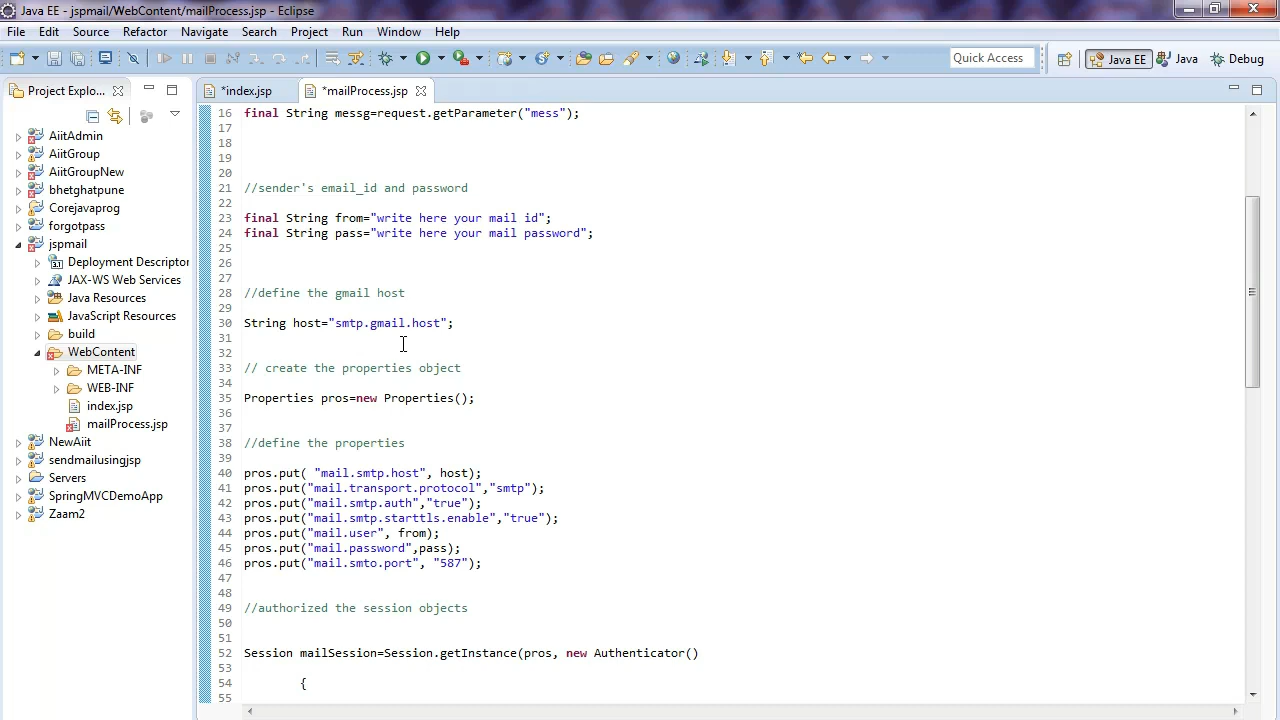 Java EE - jspmail/WebContent/mailProcess.jsp - Eclipse
File Edit Source Refactor Navigate Search Project Run Window Help
Quick Access Java EE Java Debug
Project Explo... *index.jsp *mailProcess.jsp
AiitAdmin
AiitGroup
AiitGroupNew
bhetghatpune
Corejavaprog
forgotpass
jspmail
Deployment Descriptor
JAX-WS Web Services
Java Resources
JavaScript Resources
build
WebContent
META-INF
WEB-INF
index.jsp
mailProcess.jsp
NewAiit
sendmailusingjsp
Servers
SpringMVCDemoApp
Zaam2
16 final String messg=request.getParameter("mess");
17
18
19
20
21 //sender's email_id and password
22
23 final String from="write here your mail id";
24 final String pass="write here your mail password";
25
26
27
28 //define the gmail host
29
30 String host="smtp.gmail.host";
31
32
33 // create the properties object
34
35 Properties pros=new Properties();
36
37
38 //define the properties
39
40 pros.put( "mail.smtp.host", host);
41 pros.put("mail.transport.protocol","smtp");
42 pros.put("mail.smtp.auth","true");
43 pros.put("mail.smtp.starttls.enable","true");
44 pros.put("mail.user", from);
45 pros.put("mail.password",pass);
46 pros.put("mail.smto.port", "587");
47
48
49 //authorized the session objects
50
51
52 Session mailSession=Session.getInstance(pros, new Authenticator()
53
54 {
55